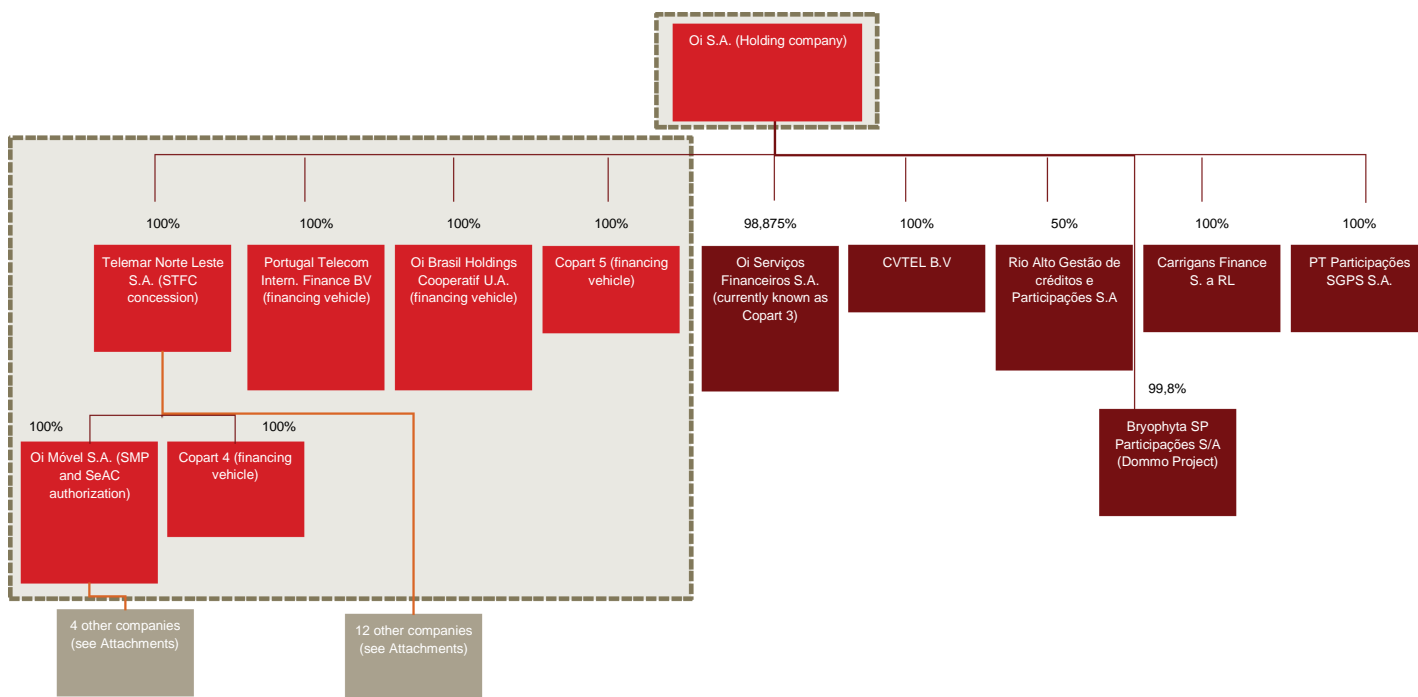 Oi S.A. (Holding company)
100%
100%
100%
100%
98,875%
100%
50%
100%
100%
Telemar Norte Leste
S.A. (STFC
concession)
Portugal Telecom
Intern. Finance BV
(financing vehicle)
Oi Brasil Holdings
Cooperatif U.A.
(financing vehicle)
Copart 5 (financing
vehicle)
Oi Serviços
Financeiros S.A.
(currently known as
Copart 3)
CVTEL B.V
Rio Alto Gestão de
créditos e
Participações S.A
Carrigans Finance
S. a RL
PT Participações
SGPS S.A.
99,8%
Bryophyta SP
Participações S/A
(Dommo Project)
100%
100%
Oi Móvel S.A. (SMP
and SeAC
authorization)
Copart 4 (financing
vehicle)
4 other companies
(see Attachments)
12 other companies
(see Attachments)